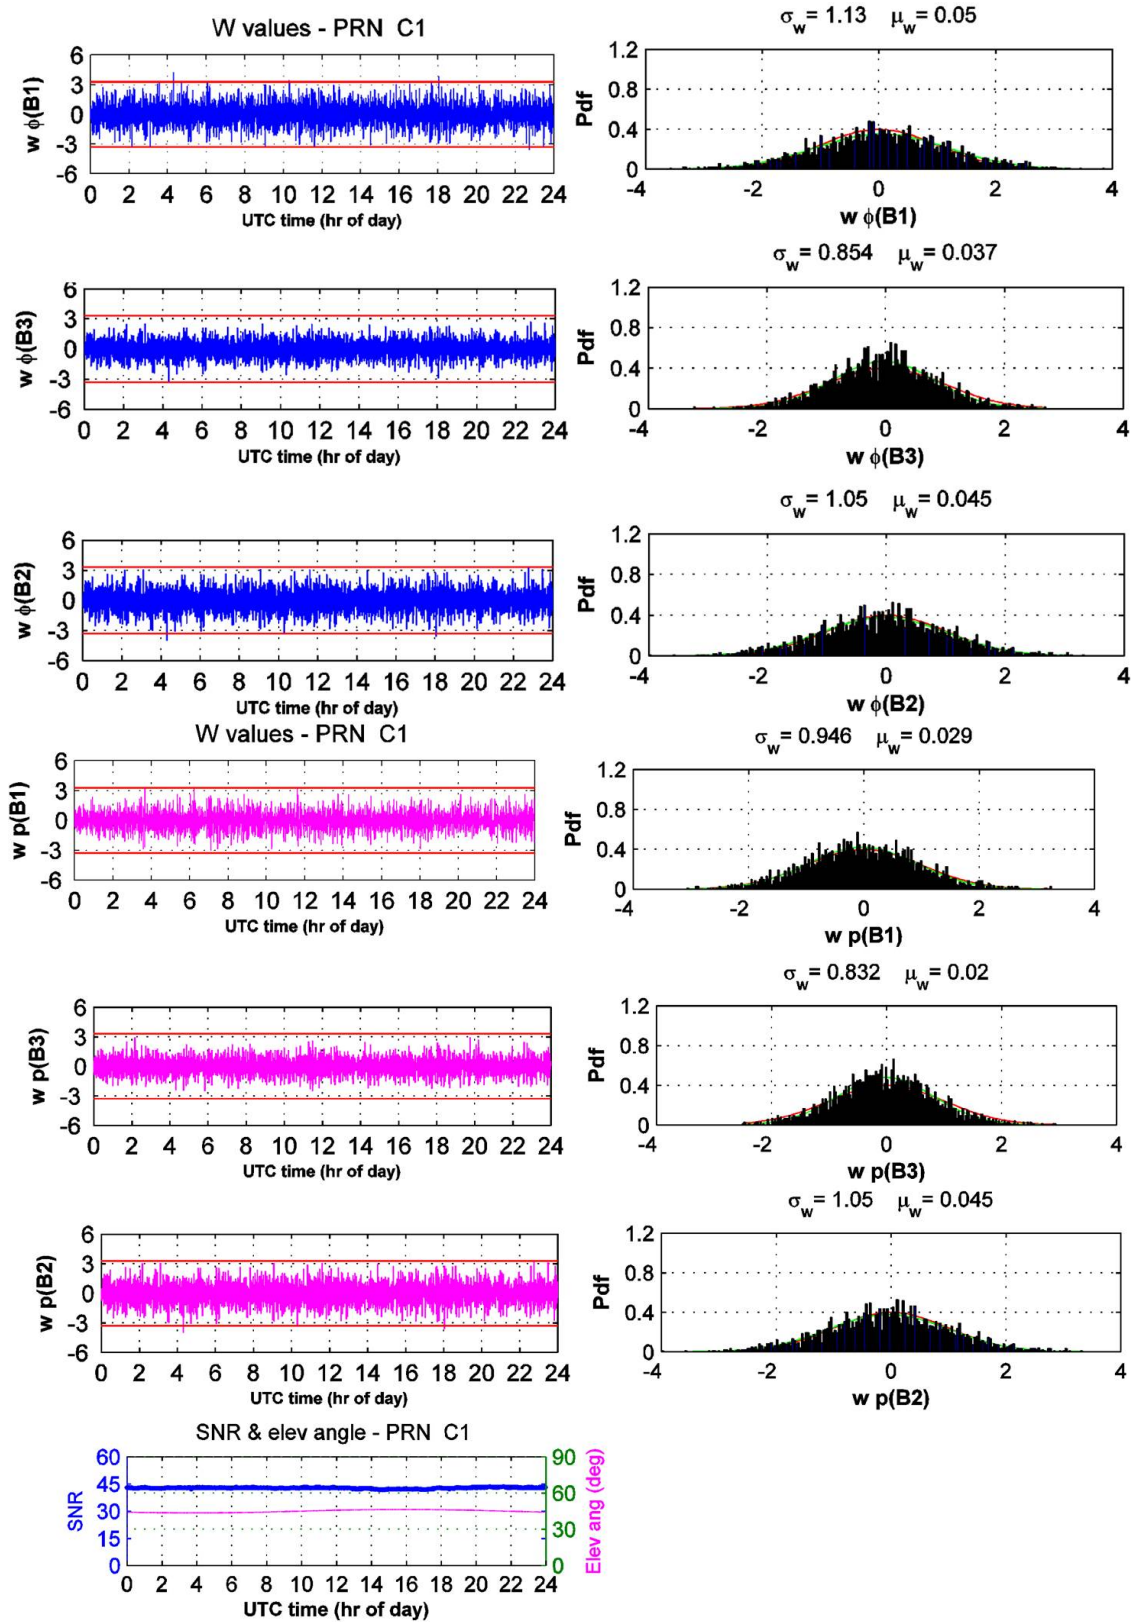 W values - PRN C1
w ϕ(B1)
6
3
0
-3
-6
0 2 4 6 8 10 12 14 16 18 20 22 24
UTC time (hr of day)
σw= 1.13 μw= 0.05
Pdf
1.2
0.8
0.4
0
-4 -2 0 2 4
w ϕ(B1)
w ϕ(B3)
6
3
0
-3
-6
0 2 4 6 8 10 12 14 16 18 20 22 24
UTC time (hr of day)
σw= 0.854 μw= 0.037
Pdf
1.2
0.8
0.4
0
-4 -2 0 2 4
w ϕ(B3)
w ϕ(B2)
6
3
0
-3
-6
0 2 4 6 8 10 12 14 16 18 20 22 24
UTC time (hr of day)
σw= 1.05 μw= 0.045
Pdf
1.2
0.8
0.4
0
-4 -2 0 2 4
w ϕ(B2)
W values - PRN C1
w p(B1)
6
3
0
-3
-6
0 2 4 6 8 10 12 14 16 18 20 22 24
UTC time (hr of day)
σw= 0.946 μw= 0.029
Pdf
1.2
0.8
0.4
0
-4 -2 0 2 4
w p(B1)
w p(B3)
6
3
0
-3
-6
0 2 4 6 8 10 12 14 16 18 20 22 24
UTC time (hr of day)
σw= 0.832 μw= 0.02
Pdf
1.2
0.8
0.4
0
-4 -2 0 2 4
w p(B3)
w p(B2)
6
3
0
-3
-6
0 2 4 6 8 10 12 14 16 18 20 22 24
UTC time (hr of day)
σw= 1.05 μw= 0.045
Pdf
1.2
0.8
0.4
0
-4 -2 0 2 4
w p(B2)
SNR & elev angle - PRN C1
SNR
60
45
30
15
0
0 2 4 6 8 10 12 14 16 18 20 22 24
UTC time (hr of day)
90
60
30
0
Elev ang (deg)